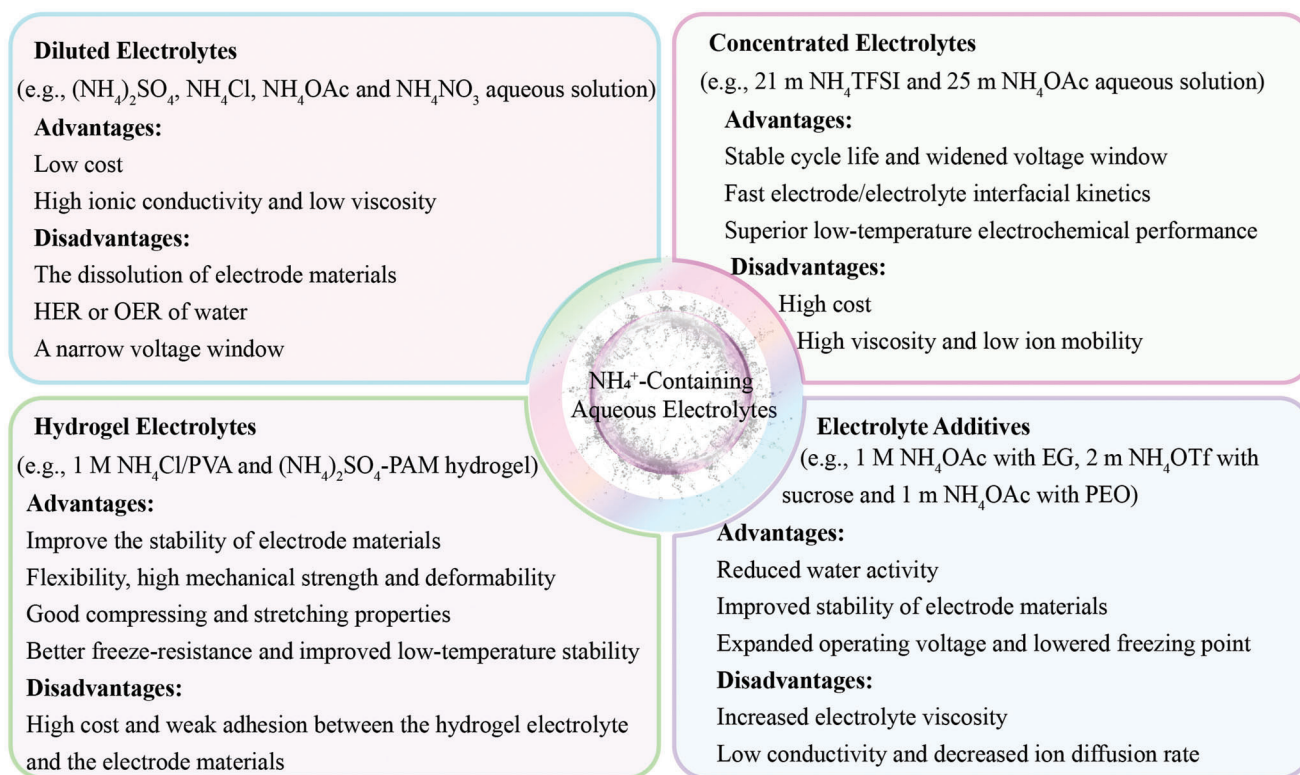 Diluted Electrolytes
(e.g., (NH₄)₂SO₄, NH₄Cl, NH₄OAc and NH₄NO₃ aqueous solution)
Advantages:
Low cost
High ionic conductivity and low viscosity
Disadvantages:
The dissolution of electrode materials
HER or OER of water
A narrow voltage window
Concentrated Electrolytes
(e.g., 21 m NH₄TFSI and 25 m NH₄OAc aqueous solution)
Advantages:
Stable cycle life and widened voltage window
Fast electrode/electrolyte interfacial kinetics
Superior low-temperature electrochemical performance
Disadvantages:
High cost
High viscosity and low ion mobility
NH₄⁺-Containing
Aqueous Electrolytes
Hydrogel Electrolytes
(e.g., 1 M NH₄Cl/PVA and (NH₄)₂SO₄-PAM hydrogel)
Advantages:
Improve the stability of electrode materials
Flexibility, high mechanical strength and deformability
Good compressing and stretching properties
Better freeze-resistance and improved low-temperature stability
Disadvantages:
High cost and weak adhesion between the hydrogel electrolyte
and the electrode materials
Electrolyte Additives
(e.g., 1 M NH₄OAc with EG, 2 m NH₄OTf with
sucrose and 1 m NH₄OAc with PEO)
Advantages:
Reduced water activity
Improved stability of electrode materials
Expanded operating voltage and lowered freezing point
Disadvantages:
Increased electrolyte viscosity
Low conductivity and decreased ion diffusion rate